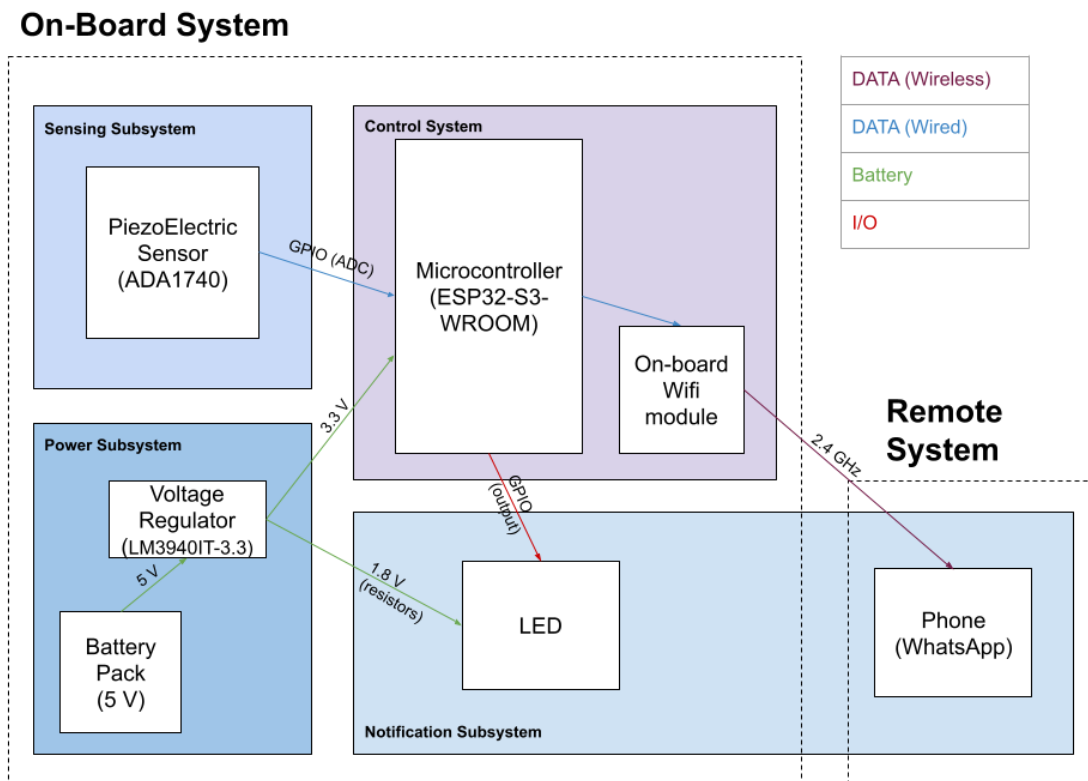 On-Board System
DATA (Wireless)
DATA (Wired)
Battery
I/O
Sensing Subsystem
PiezoElectric
Sensor
(ADA1740)
GPIO (ADC)
Control System
Microcontroller
(ESP32-S3-
WROOM)
On-board
Wifi
module
Remote
System
2.4 GHz
3.3 V
Power Subsystem
Voltage
Regulator
(LM3940IT-3.3)
5 V
Battery
Pack
(5 V)
GPIO
(output)
1.8 V
(resistors)
LED
Phone
(WhatsApp)
Notification Subsystem